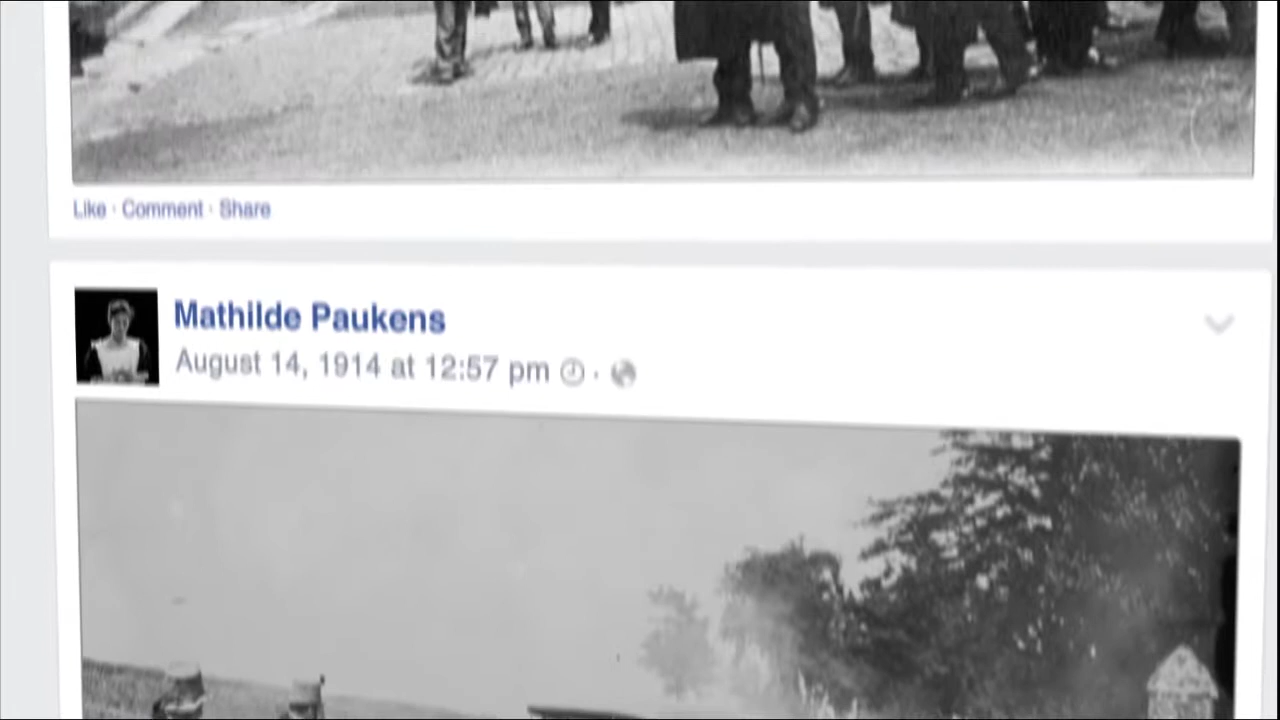 Like · Comment · Share
Mathilde Paukens
August 14, 1914 at 12:57 pm ·